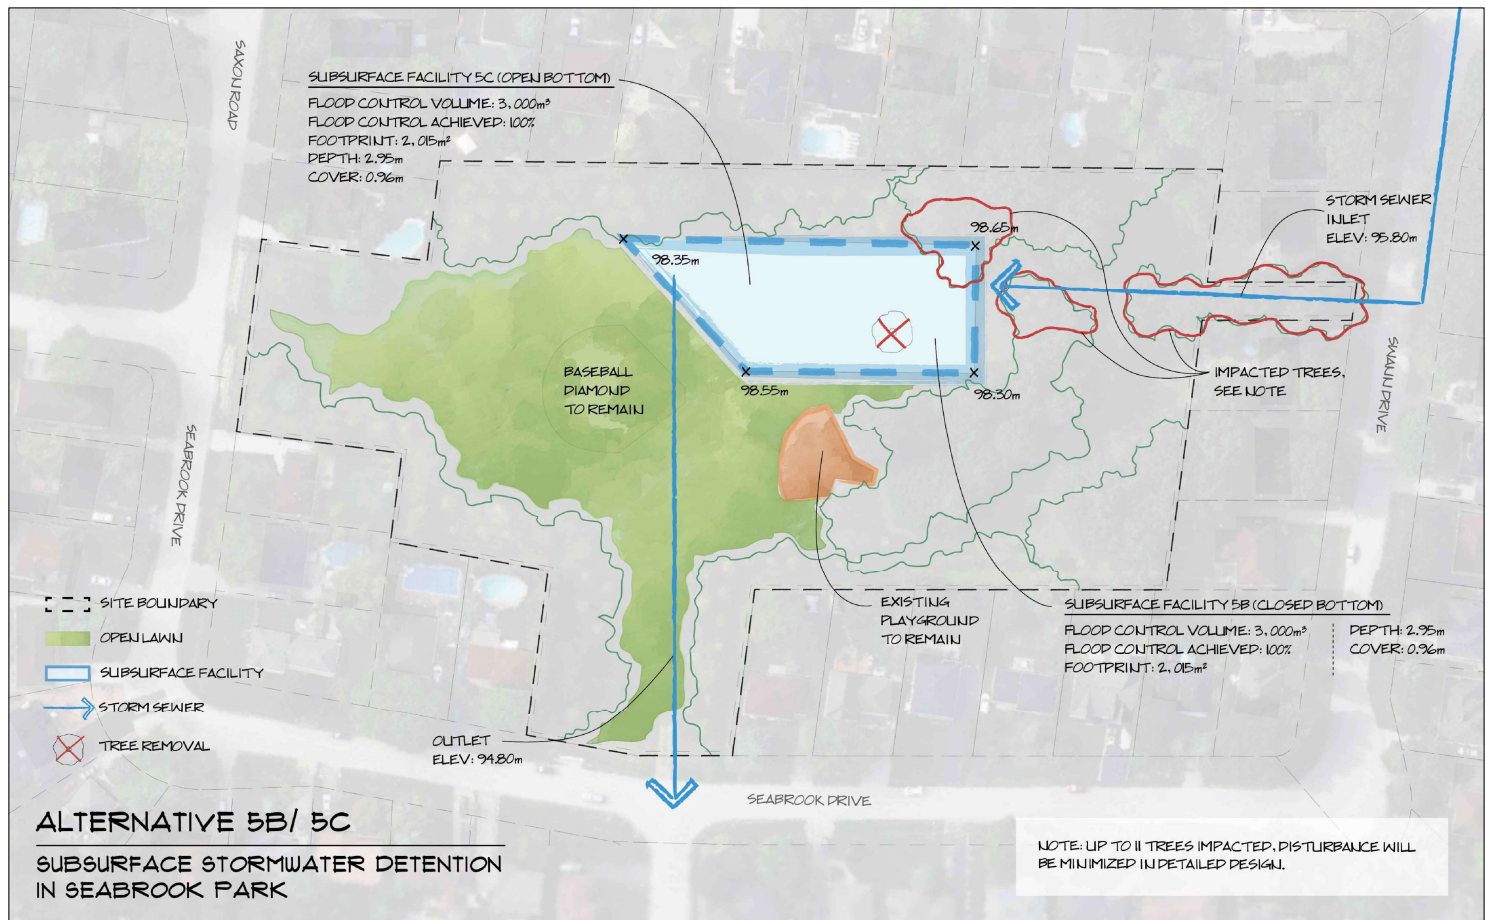 SAXON ROAD
SUBSURFACE FACILITY 5C (OPEN BOTTOM)
FLOOD CONTROL VOLUME: 3,000m³
FLOOD CONTROL ACHIEVED: 100%
FOOTPRINT: 2,015m²
DEPTH: 2.95m
COVER: 0.96m
STORM SEWER
INLET
ELEV: 95.80m
98.65m
98.35m
98.55m
98.30m
BASEBALL
DIAMOND
TO REMAIN
IMPACTED TREES,
SEE NOTE
SWANN DRIVE
SEABROOK DRIVE
EXISTING
PLAYGROUND
TO REMAIN
SUBSURFACE FACILITY 5B (CLOSED BOTTOM)
FLOOD CONTROL VOLUME: 3,000m³
FLOOD CONTROL ACHIEVED: 100%
FOOTPRINT: 2,015m²
DEPTH: 2.95m
COVER: 0.96m
SITE BOUNDARY
OPEN LAWN
SUBSURFACE FACILITY
STORM SEWER
TREE REMOVAL
OUTLET
ELEV: 94.80m
SEABROOK DRIVE
ALTERNATIVE 5B/ 5C
SUBSURFACE STORMWATER DETENTION
IN SEABROOK PARK
NOTE: UP TO 11 TREES IMPACTED, DISTURBANCE WILL
BE MINIMIZED IN DETAILED DESIGN.